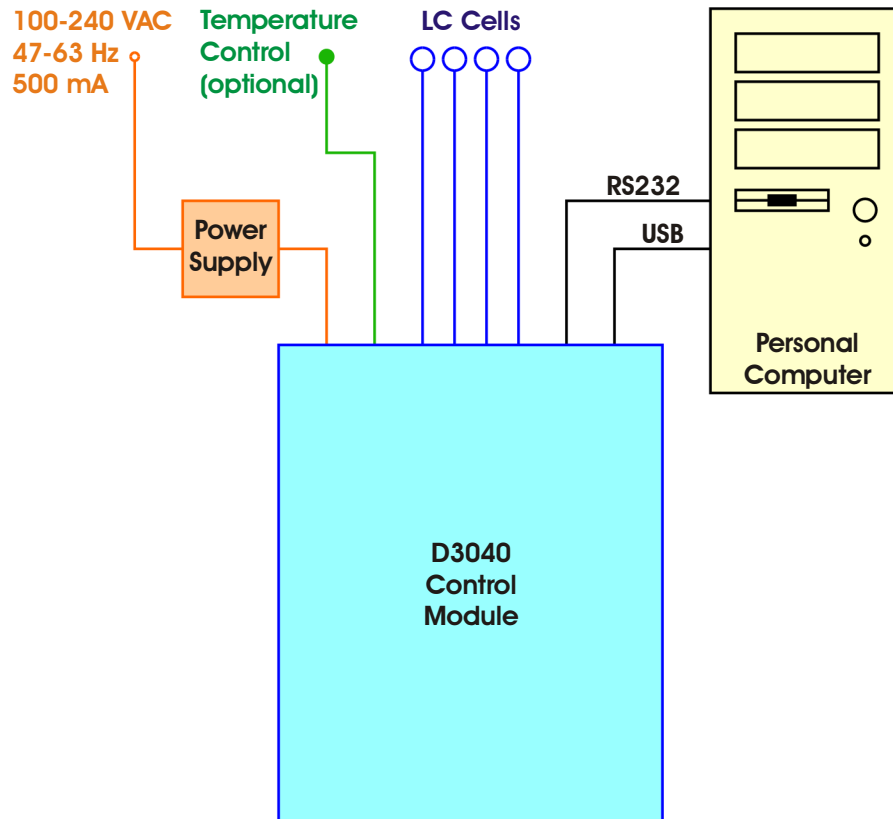 100-240 VAC
47-63 Hz
500 mA
Temperature
Control
(optional)
LC Cells
RS232
USB
Power
Supply
Personal
Computer
D3040
Control
Module